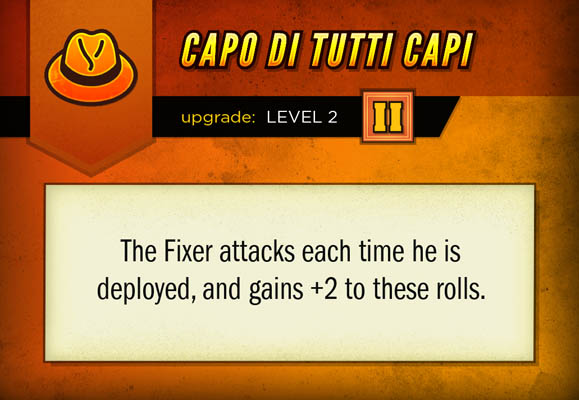 CAPO DI TUTTI CAPI
upgrade: LEVEL 2 II
The Fixer attacks each time he is
deployed, and gains +2 to these rolls.